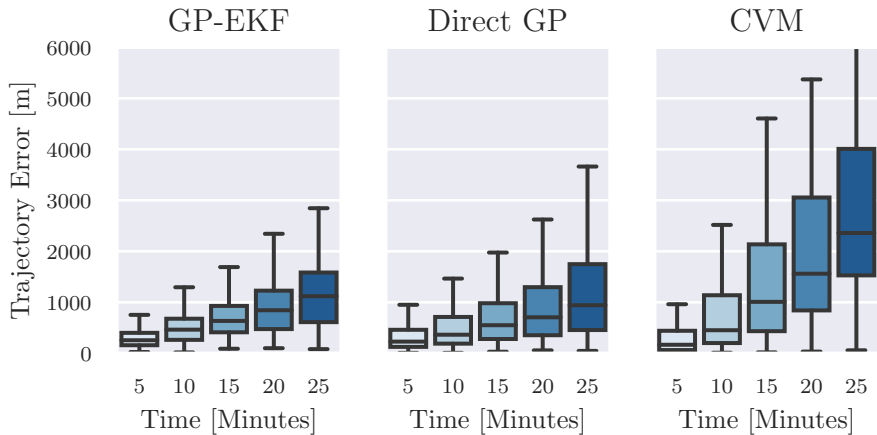 GP-EKF Direct GP CVM
Trajectory Error [m]
6000
5000
4000
3000
2000
1000
0
5 10 15 20 25 5 10 15 20 25 5 10 15 20 25
Time [Minutes] Time [Minutes] Time [Minutes]